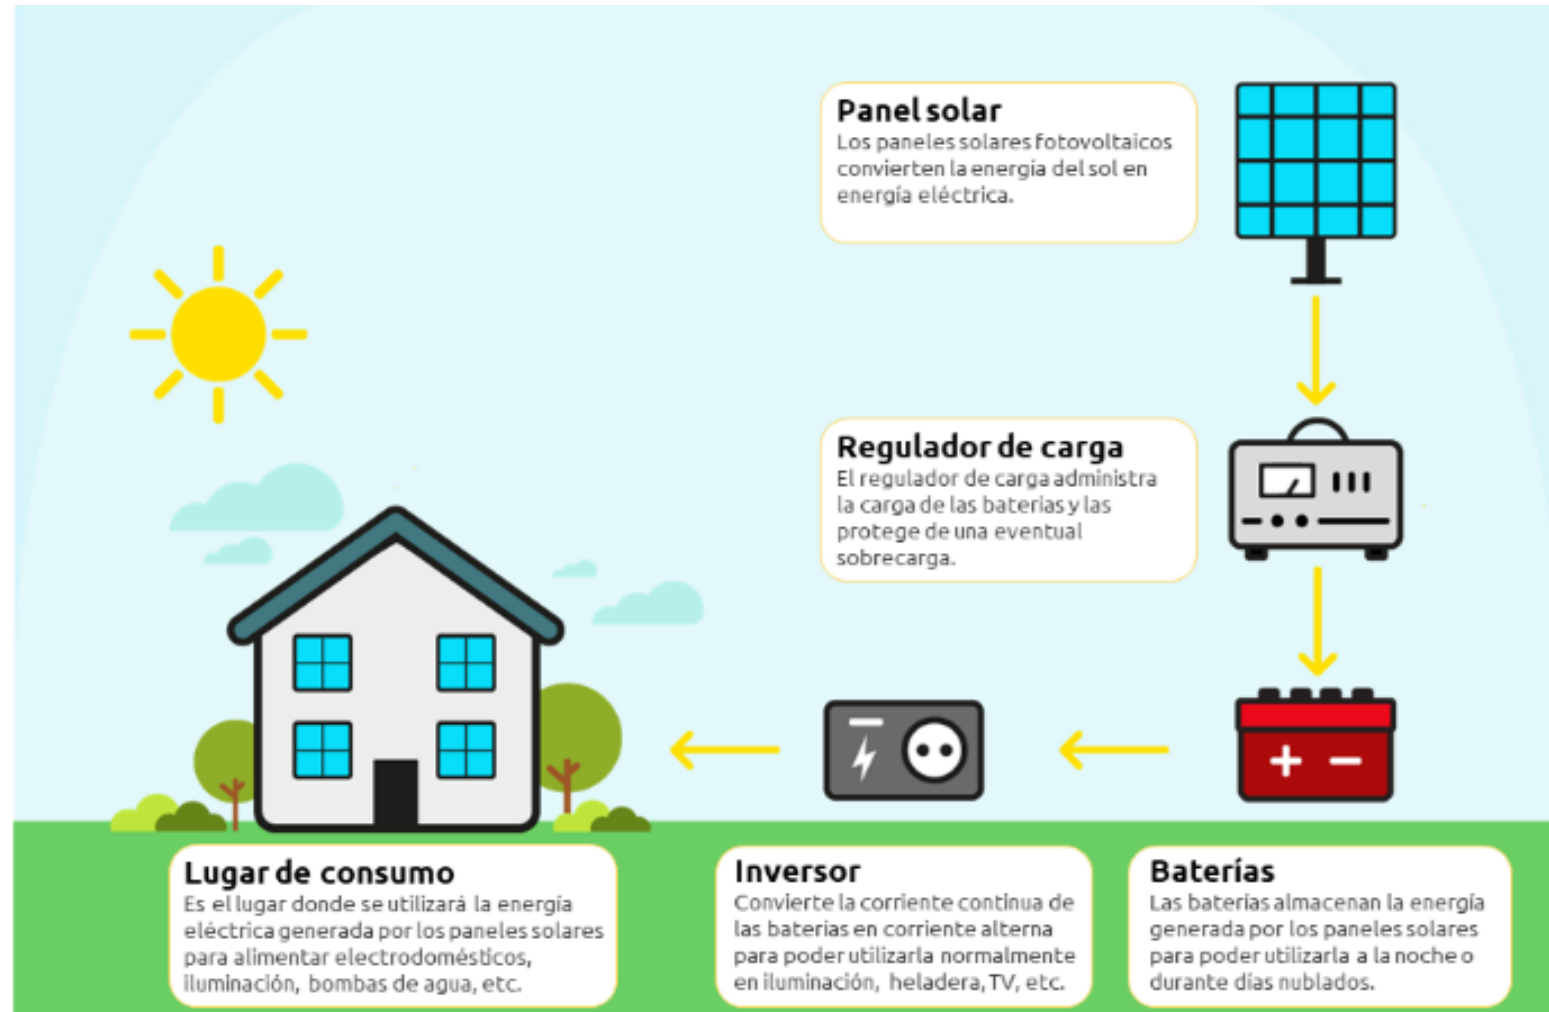 Panel solar
Los paneles solares fotovoltaicos
convierten la energía del sol en
energía eléctrica.
Regulador de carga
El regulador de carga administra
la carga de las baterías y las
protege de una eventual
sobrecarga.
Lugar de consumo
Es el lugar donde se utilizará la energía
eléctrica generada por los paneles solares
para alimentar electrodomésticos,
iluminación, bombas de agua, etc.
Inversor
Convierte la corriente continua de
las baterías en corriente alterna
para poder utilizarla normalmente
en iluminación, heladera, TV, etc.
Baterías
Las baterías almacenan la energía
generada por los paneles solares
para poder utilizarla a la noche o
durante días nublados.